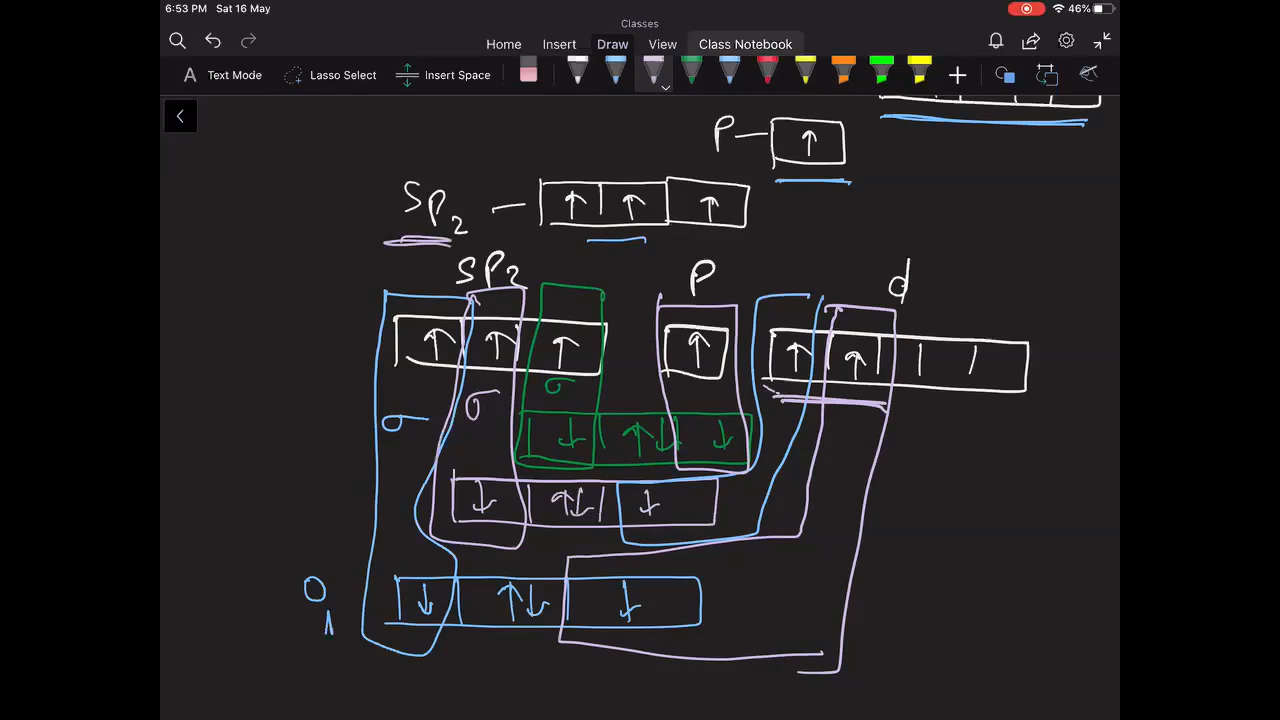 6:53 PM Sat 16 May 46%
Classes
Home Insert Draw View Class Notebook
Text Mode Lasso Select Insert Space
P — ↑
SP2 — ↑ ↑ ↑
SP2 P d
↑ ↑ ↑ ↑ ↑ ↑
σ σ σ
↓ ↑↓ ↓
↓ ↑↓ ↓
O1 ↓ ↑↓ ↓